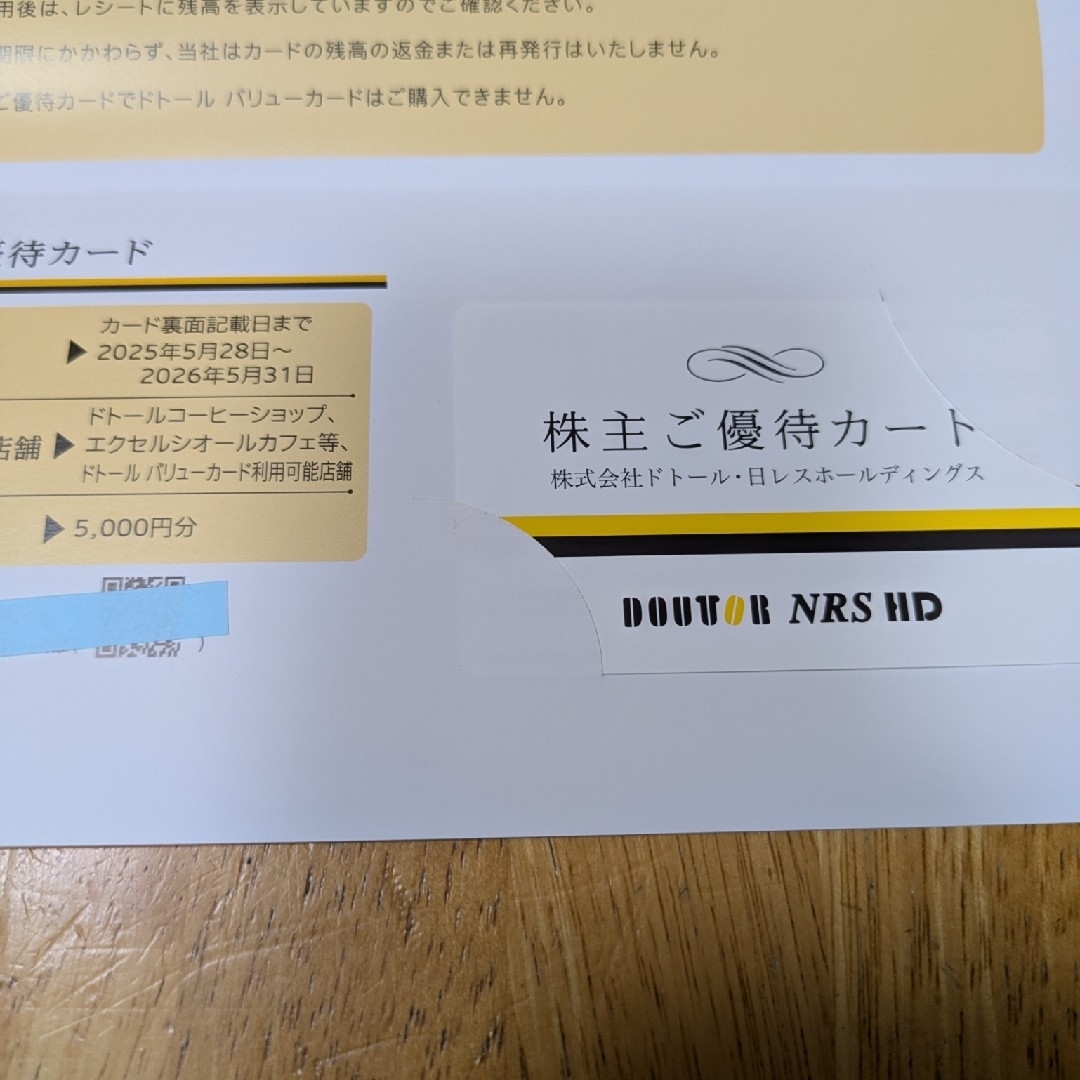 用後は、レシートに残高を表示していますのでご確認ください。
期限にかかわらず、当社はカードの残高の返金または再発行はいたしません。
ご優待カードでドトール バリューカードはご購入できません。
待カード
カード裏面記載日まで
▶ 2025年5月28日～
2026年5月31日
店舗 ▶ ドトールコーヒーショップ、
エクセルシオールカフェ等、
ドトール バリューカード利用可能店舗
▶ 5,000円分
)
株主ご優待カード
株式会社ドトール・日レスホールディングス
DOUTOR NRS HD